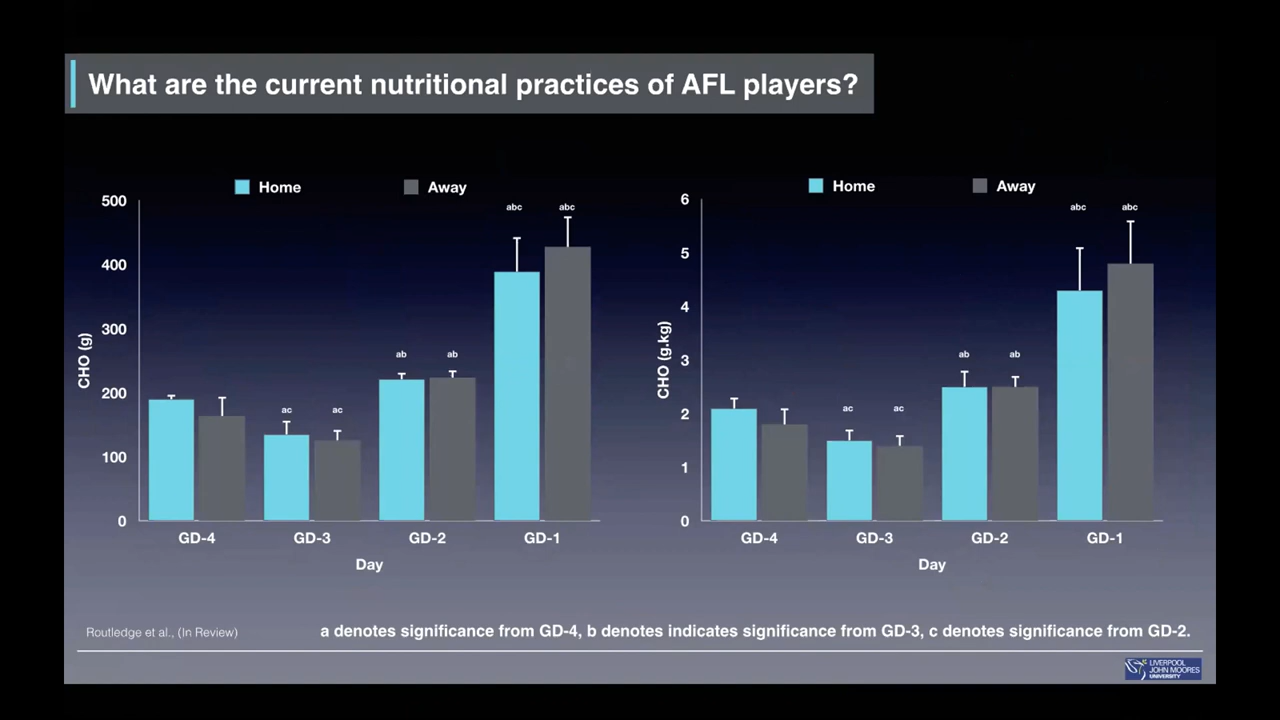 What are the current nutritional practices of AFL players?
Home Away
500
400
300
200
100
0
CHO (g)
ac ac
ab ab
abc abc
GD-4 GD-3 GD-2 GD-1
Day
Home Away
6
5
4
3
2
1
0
CHO (g.kg)
ac ac
ab ab
abc abc
GD-4 GD-3 GD-2 GD-1
Day
Routledge et al., (In Review)
a denotes significance from GD-4, b denotes indicates significance from GD-3, c denotes significance from GD-2.
LIVERPOOL
JOHN MOORES
UNIVERSITY